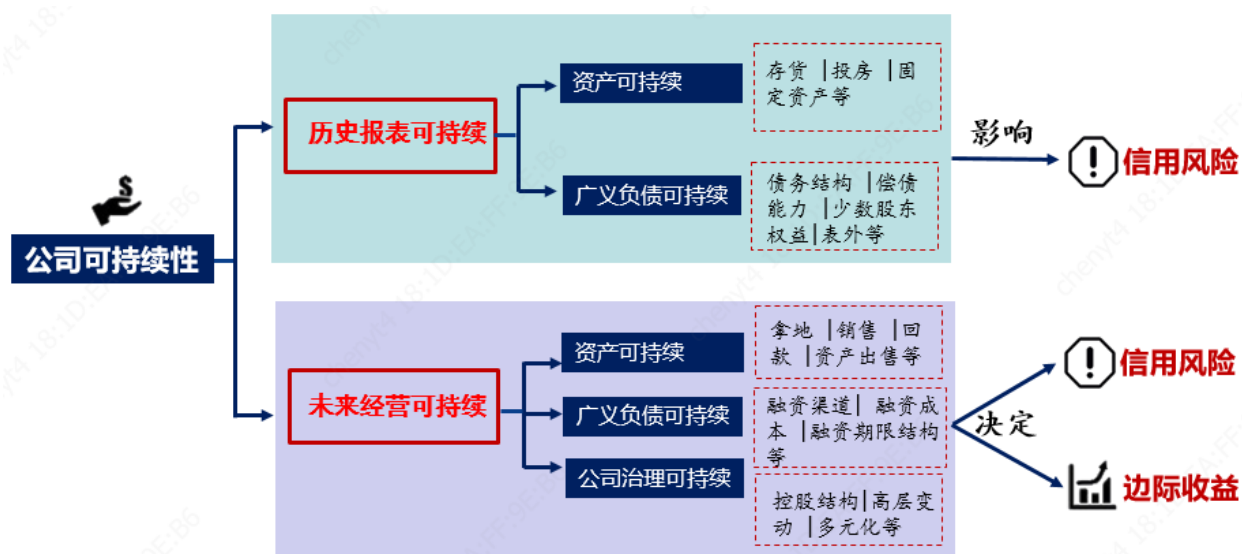 公司可持续性
历史报表可持续
资产可持续
存货 |投房 |固
定资产等
广义负债可持续
债务结构 |偿债
能力 |少数股东
权益|表外等
影响
信用风险
未来经营可持续
资产可持续
拿地 |销售 |回
款 |资产出售等
广义负债可持续
融资渠道| 融资成
本 |融资期限结构
等
公司治理可持续
控股结构|高层变
动 |多元化等
决定
信用风险
边际收益